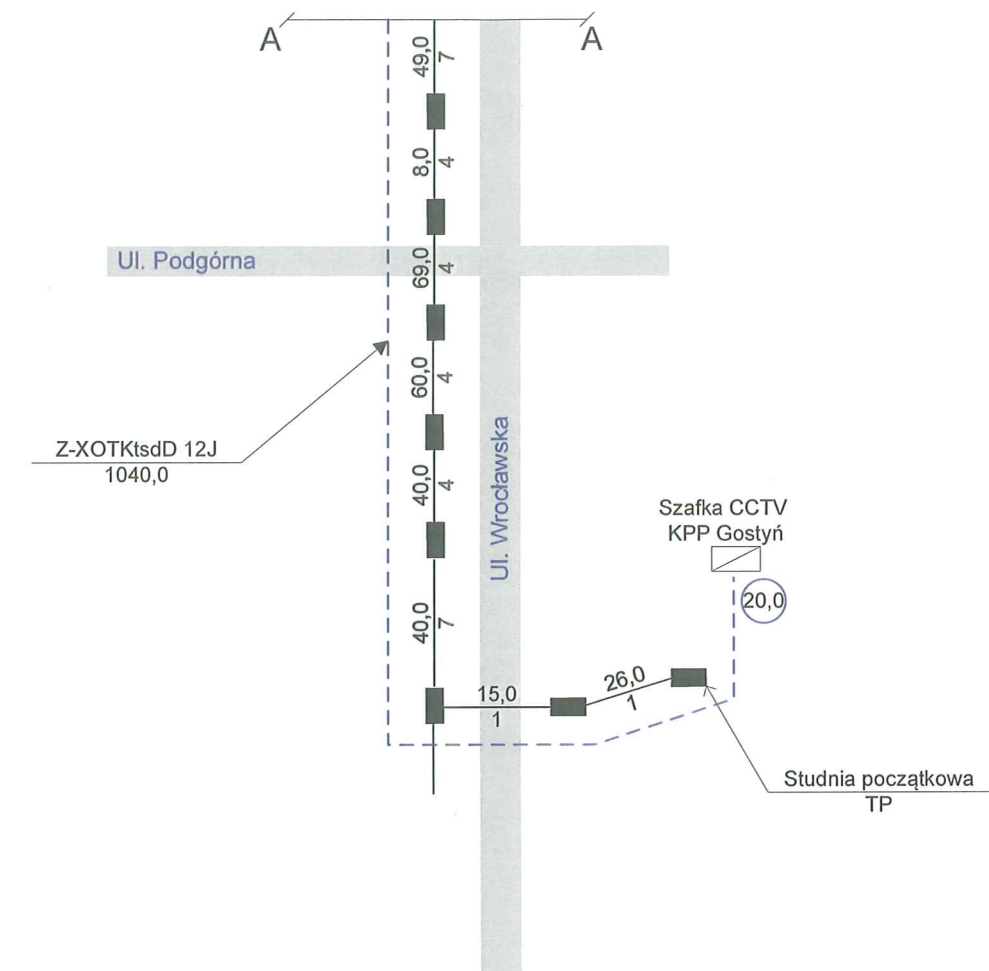 A
A
49,0
7
8,0
4
Ul. Podgórna
69,0
4
60,0
4
Z-XOTKtsdD 12J
1040,0
40,0
4
Ul. Wrocławska
Szafka CCTV
KPP Gostyń
20,0
40,0
7
15,0
1
26,0
1
Studnia początkowa
TP